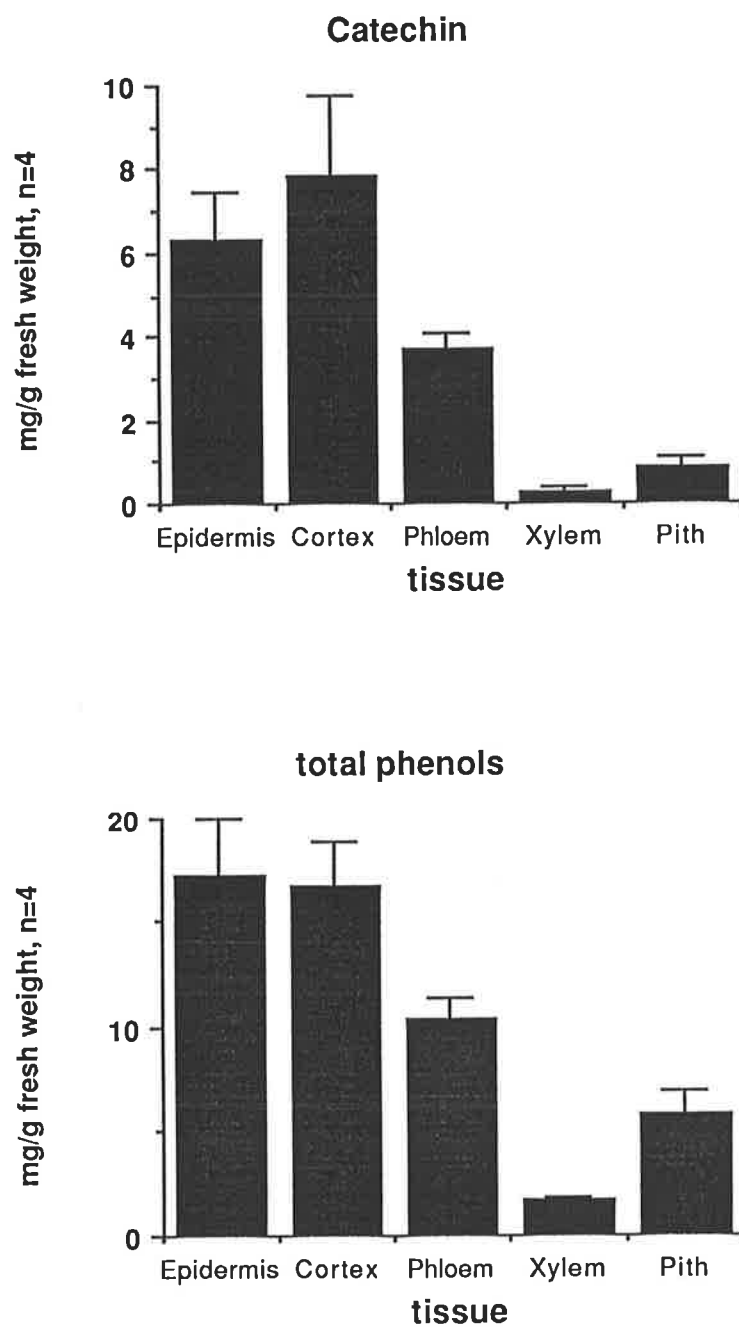 Catechin
mg/g fresh weight, n=4
10
8
6
4
2
0
Epidermis Cortex Phloem Xylem Pith
tissue
total phenols
mg/g fresh weight, n=4
20
10
0
Epidermis Cortex Phloem Xylem Pith
tissue